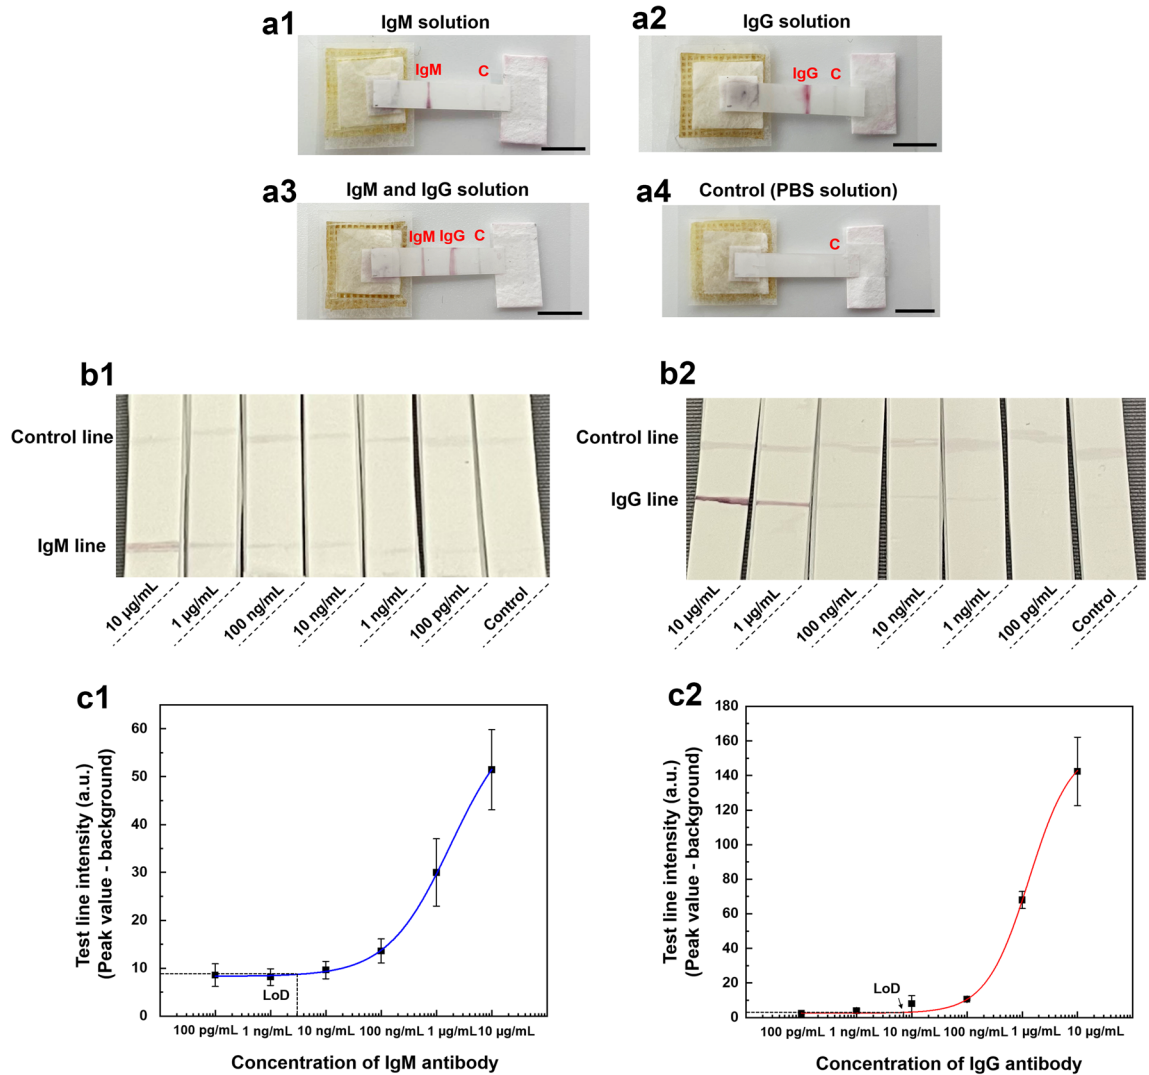 a1
IgM solution
IgM
C
a2
IgG solution
IgG
C
a3
IgM and IgG solution
IgM IgG C
a4
Control (PBS solution)
C
b1
Control line
IgM line
10 µg/mL
1 µg/mL
100 ng/mL
10 ng/mL
1 ng/mL
100 pg/mL
Control
b2
Control line
IgG line
10 µg/mL
1 µg/mL
100 ng/mL
10 ng/mL
1 ng/mL
100 pg/mL
Control
c1
Test line intensity (a.u.)
(Peak value - background)
60
50
40
30
20
10
0
LoD
100 pg/mL 1 ng/mL 10 ng/mL 100 ng/mL 1 µg/mL 10 µg/mL
Concentration of IgM antibody
c2
Test line intensity (a.u.)
(Peak value - background)
180
160
140
120
100
80
60
40
20
0
LoD
100 pg/mL 1 ng/mL 10 ng/mL 100 ng/mL 1 µg/mL 10 µg/mL
Concentration of IgG antibody